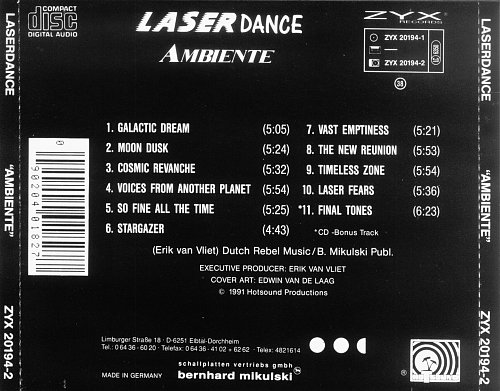 COMPACT
disc
DIGITAL AUDIO
LASERDANCE
AMBIENTE
ZYX
RECORDS
ZYX 20194-1
ZYX 20194-2
38
LASERDANCE
"AMBIENTE"
ZYX 20194-2
1. GALACTIC DREAM (5:05)
2. MOON DUSK (5:24)
3. COSMIC REVANCHE (5:32)
4. VOICES FROM ANOTHER PLANET (5:54)
5. SO FINE ALL THE TIME (5:25)
6. STARGAZER (4:43)
7. VAST EMPTINESS (5:21)
8. THE NEW REUNION (5:53)
9. TIMELESS ZONE (5:54)
10. LASER FEARS (5:36)
*11. FINAL TONES (6:23)
*CD-Bonus Track
(Erik van Vliet) Dutch Rebel Music/B. Mikulski Publ.
EXECUTIVE PRODUCER: ERIK VAN VLIET
COVER ART: EDWIN VAN DE LAAG
© 1991 Hotsound Productions
0 90204 01827
Limburger Straße 18 · D-6251 Elbtal-Dorchheim
Tel.: 0 64 36 - 60 20 · Telefax: 0 64 36 - 41 02 + 62 62 · Telex: 4821614
schallplatten vertriebs gmbh
MADE IN GERMANY bernhard mikulski
LASERDANCE
"AMBIENTE"
ZYX 20194-2